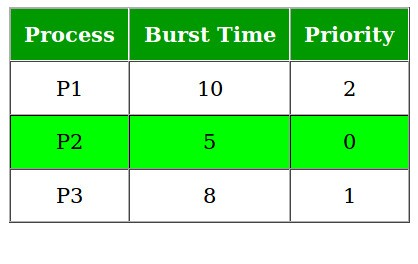 Process Burst Time Priority
P1 10 2
P2 5 0
P3 8 1